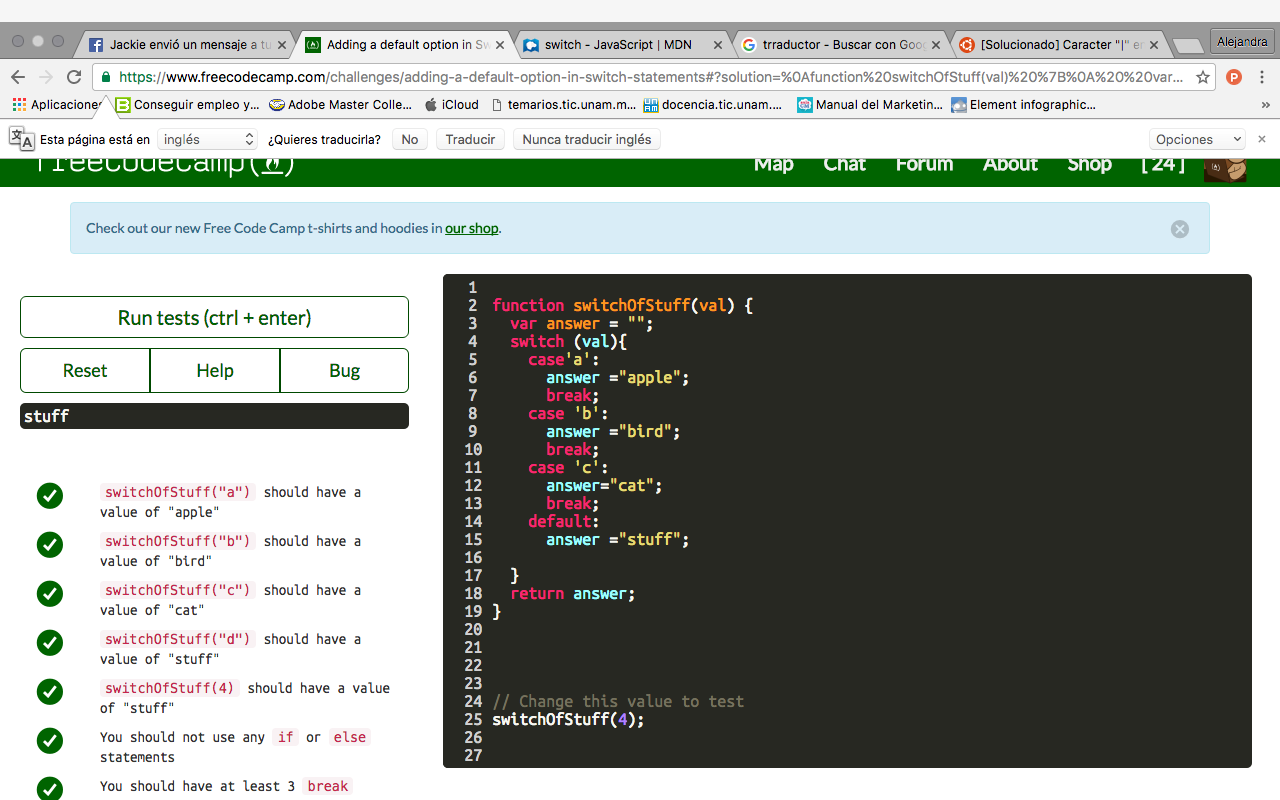 Jackie envió un mensaje a tu
Adding a default option in Sw
switch - JavaScript | MDN
trraductor - Buscar con Goog
[Solucionado] Caracter "|" en
Alejandra
https://www.freecodecamp.com/challenges/adding-a-default-option-in-switch-statements#?solution=%0Afunction%20switchOfStuff(val)%20%7B%0A%20%20var...
Aplicaciones
Conseguir empleo y...
Adobe Master Colle...
iCloud
temarios.tic.unam.m...
docencia.tic.unam....
Manual del Marketin...
Element infographic...
»
Esta página está en
inglés
¿Quieres traducirla?
No
Traducir
Nunca traducir inglés
Opciones
freeCodeCamp
Map
Chat
Forum
About
Shop
[ 24 ]
Check out our new Free Code Camp t-shirts and hoodies in our shop.
Run tests (ctrl + enter)
Reset
Help
Bug
stuff
switchOfStuff("a") should have a
value of "apple"
switchOfStuff("b") should have a
value of "bird"
switchOfStuff("c") should have a
value of "cat"
switchOfStuff("d") should have a
value of "stuff"
switchOfStuff(4) should have a value
of "stuff"
You should not use any if or else
statements
You should have at least 3 break
1
2 function switchOfStuff(val) {
3   var answer = "";
4   switch (val){
5     case'a':
6       answer ="apple";
7       break;
8     case 'b':
9       answer ="bird";
10       break;
11     case 'c':
12       answer="cat";
13       break;
14     default:
15       answer ="stuff";
16
17   }
18   return answer;
19 }
20
21
22
23
24 // Change this value to test
25 switchOfStuff(4);
26
27